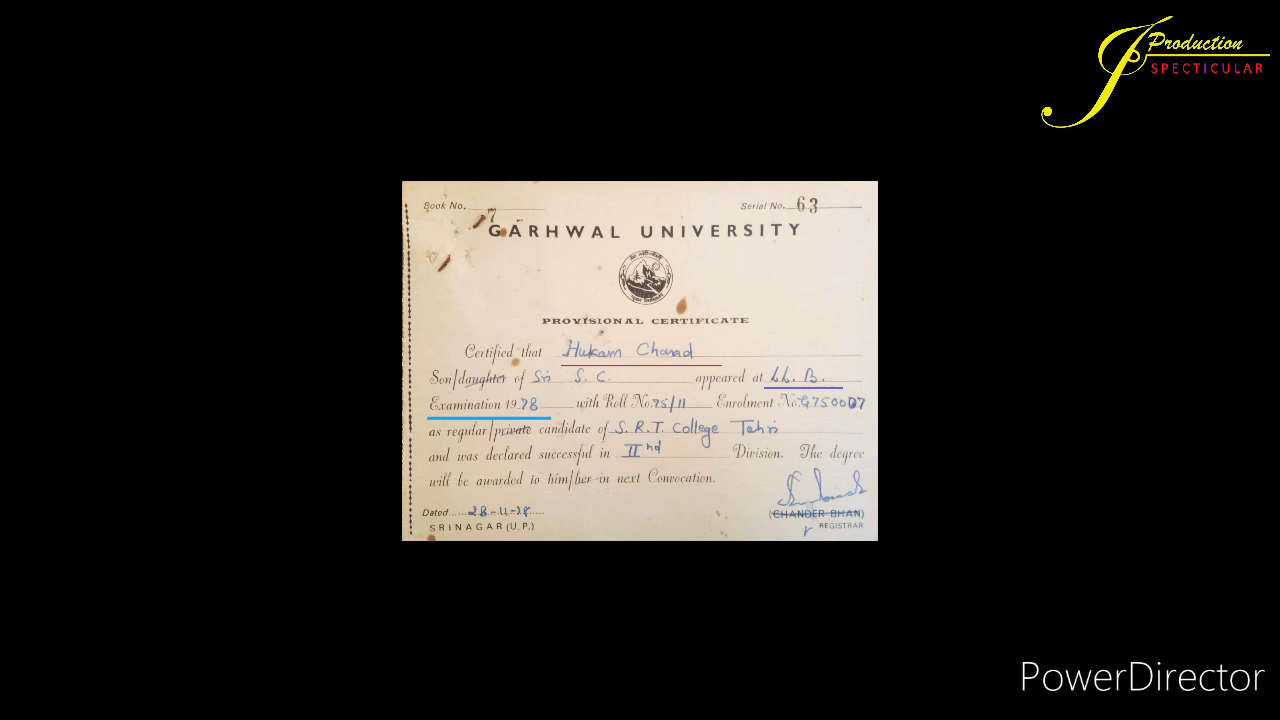 Production
SPECTICULAR
Book No. 7 Serial No. 63
GARHWAL UNIVERSITY
PROVISIONAL CERTIFICATE
Certified that Hukam Chand
Son/daughter of Sri S. C. appeared at LL. B.
Examination 1978 with Roll No. 75/11 Enrolment No. G750007
as regular/private candidate of S. R. T. College Tehri
and was declared successful in IInd Division. The degree
will be awarded to him/her in next Convocation.
Dated 28-11-78
(CHANDER BHAN)
SRINAGAR (U.P.) REGISTRAR
PowerDirector